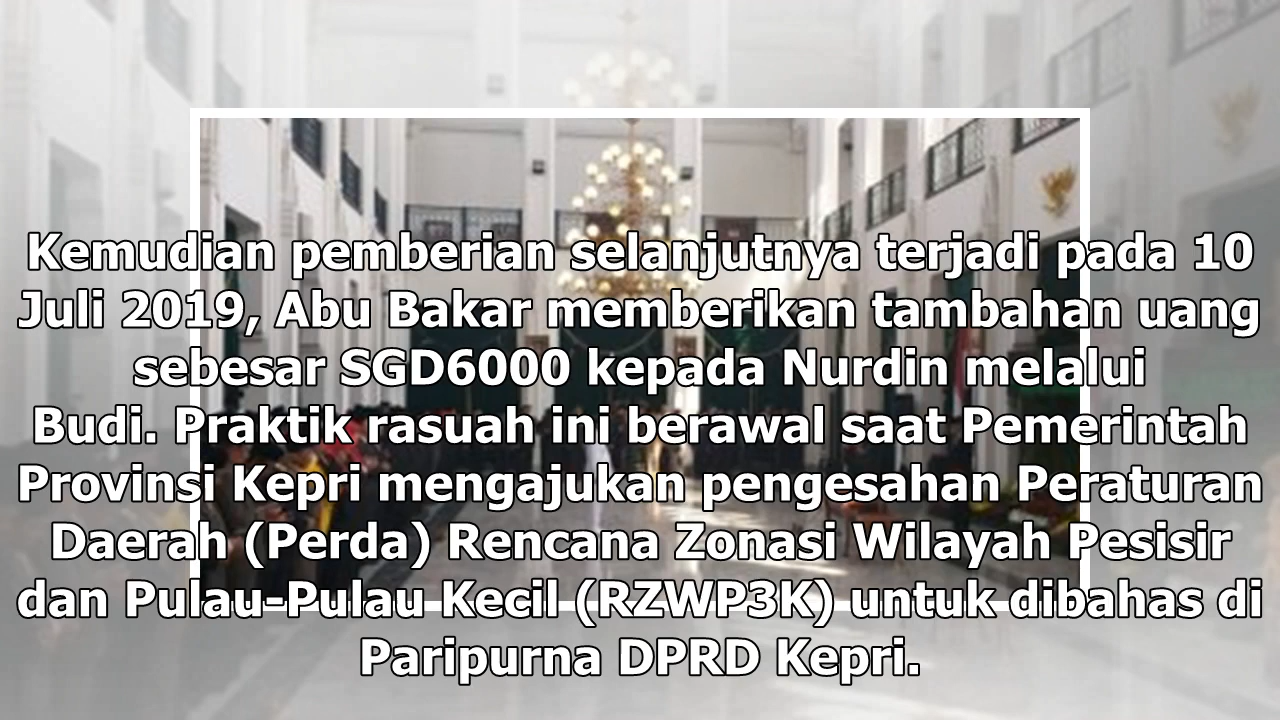 Kemudian pemberian selanjutnya terjadi pada 10
Juli 2019, Abu Bakar memberikan tambahan uang
sebesar SGD6000 kepada Nurdin melalui
Budi. Praktik rasuah ini berawal saat Pemerintah
Provinsi Kepri mengajukan pengesahan Peraturan
Daerah (Perda) Rencana Zonasi Wilayah Pesisir
dan Pulau-Pulau Kecil (RZWP3K) untuk dibahas di
Paripurna DPRD Kepri.